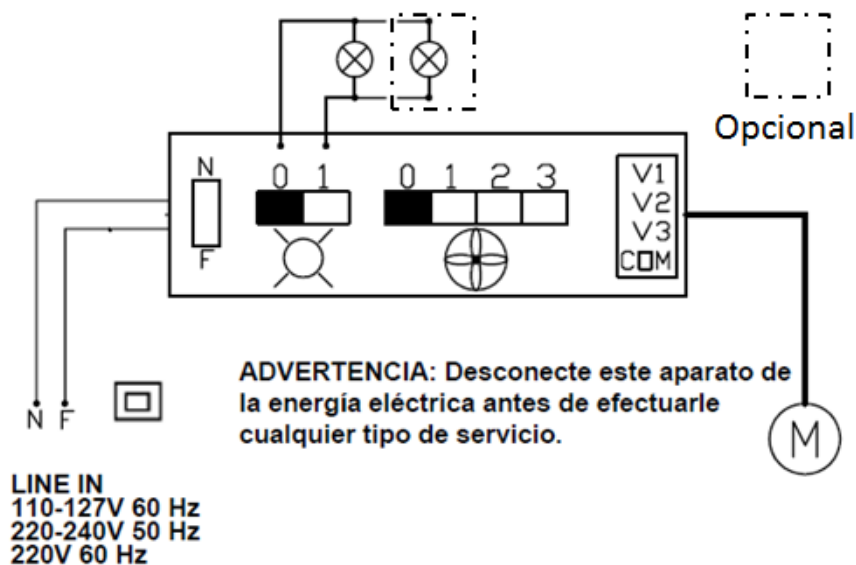 Opcional
N
F
0 1
0 1 2 3
V1
V2
V3
COM
ADVERTENCIA: Desconecte este aparato de
la energía eléctrica antes de efectuarle
cualquier tipo de servicio.
M
N F
LINE IN
110-127V 60 Hz
220-240V 50 Hz
220V 60 Hz